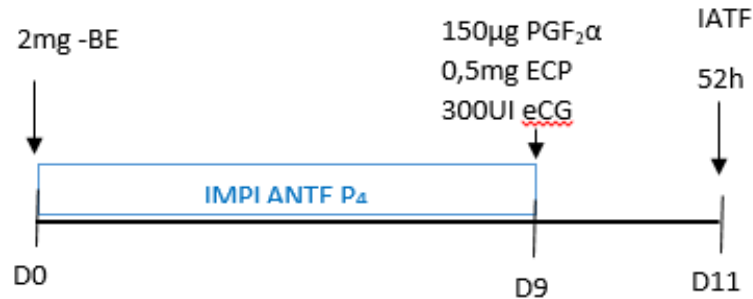 2mg -BE
150µg PGF₂α
0,5mg ECP
300UI eCG
IATF
52h
IMPLANTE P₄
D0
D9
D11